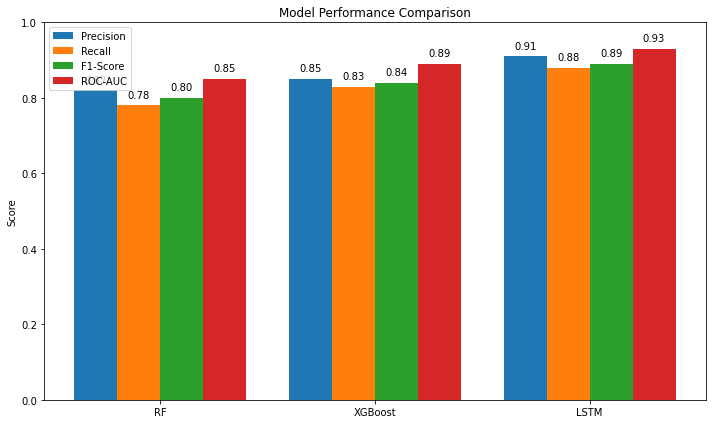 Model Performance Comparison
Precision
Recall
F1-Score
ROC-AUC
0.78
0.80
0.85
0.85
0.83
0.84
0.89
0.91
0.88
0.89
0.93
Score
1.0
0.8
0.6
0.4
0.2
0.0
RF
XGBoost
LSTM